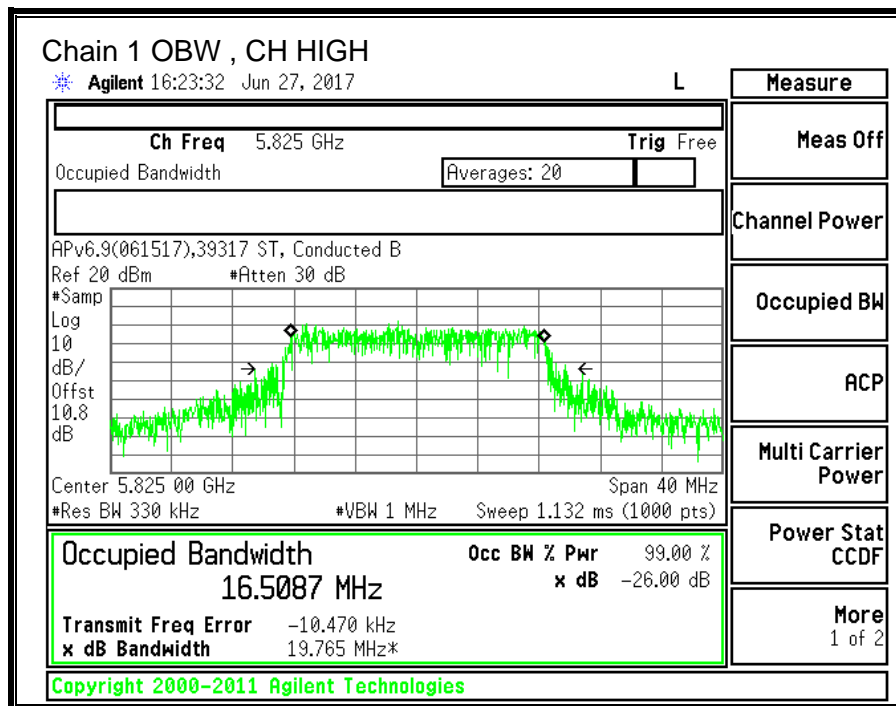 Chain 1 OBW , CH HIGH
Agilent 16:23:32 Jun 27, 2017 L
Measure
Ch Freq 5.825 GHz Trig Free
Occupied Bandwidth Averages: 20
APv6.9(061517),39317 ST, Conducted B
Ref 20 dBm #Atten 30 dB
#Samp
Log
10
dB/
Offst
10.8
dB
Center 5.825 00 GHz Span 40 MHz
#Res BW 330 kHz #VBW 1 MHz Sweep 1.132 ms (1000 pts)
Occupied Bandwidth Occ BW % Pwr 99.00 %
16.5087 MHz x dB -26.00 dB
Transmit Freq Error -10.470 kHz
x dB Bandwidth 19.765 MHz*
Meas Off
Channel Power
Occupied BW
ACP
Multi Carrier
Power
Power Stat
CCDF
More
1 of 2
Copyright 2000-2011 Agilent Technologies